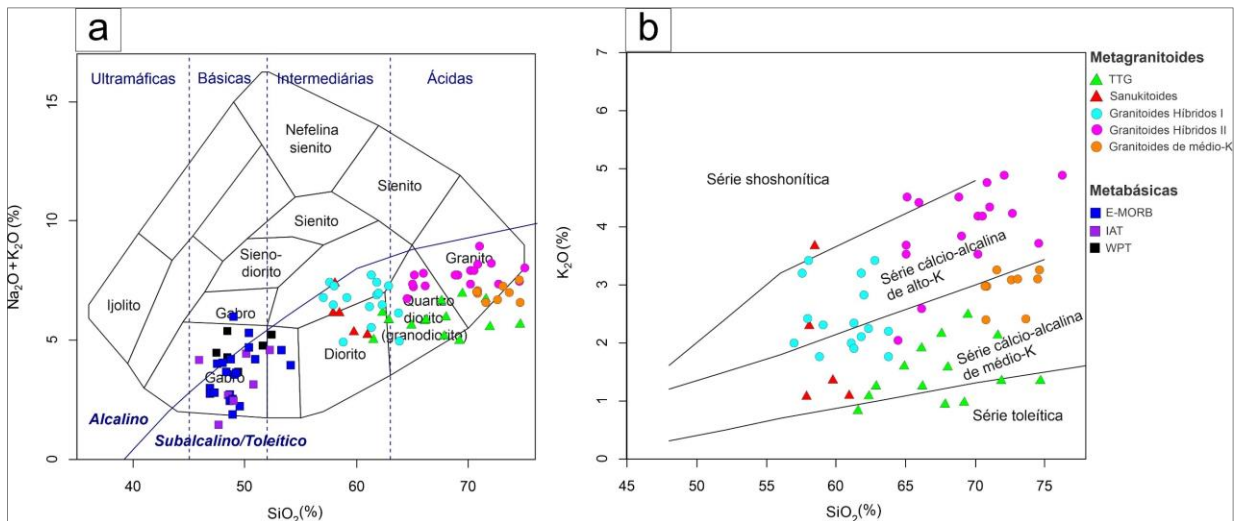 a
Na2O+K2O (%)
15
10
5
0
Ultramáficas
Básicas
Intermediárias
Ácidas
Nefelina
sienito
Sienito
Sienito
Sieno-
diorito
Ijolito
Gabro
Granito
Quartzo
diorito
(granodiorito)
Diorito
Gabro
Alcalino
Subalcalino/Toleítico
40
50
60
70
SiO2(%)
b
K2O(%)
7
6
5
4
3
2
1
0
Série shoshonítica
Série cálcio-alcalina
de alto-K
Série cálcio-alcalina
de médio-K
Série toleítica
45
50
55
60
65
70
75
SiO2(%)
Metagranitoides
TTG
Sanukitoides
Granitoides Híbridos I
Granitoides Híbridos II
Granitoides de médio-K
Metabásicas
E-MORB
IAT
WPT